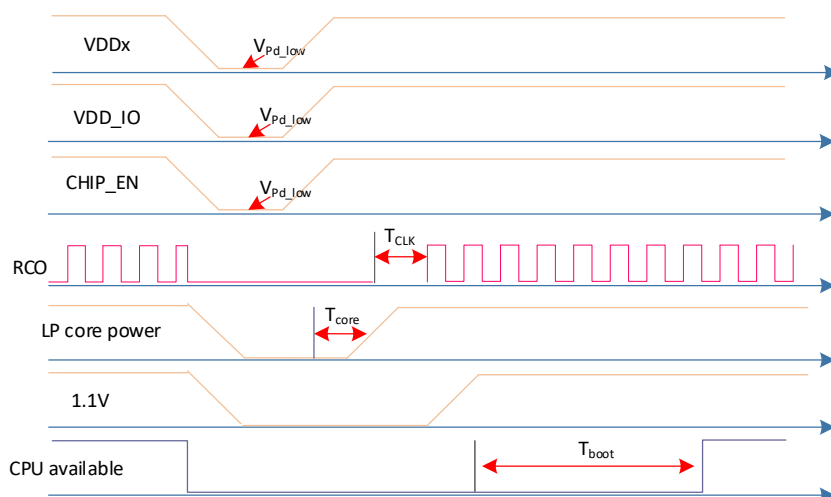 VDDx
VPd_low
VDD_IO
VPd_low
CHIP_EN
VPd_low
RCO
TCLK
LP core power
Tcore
1.1V
CPU available
Tboot